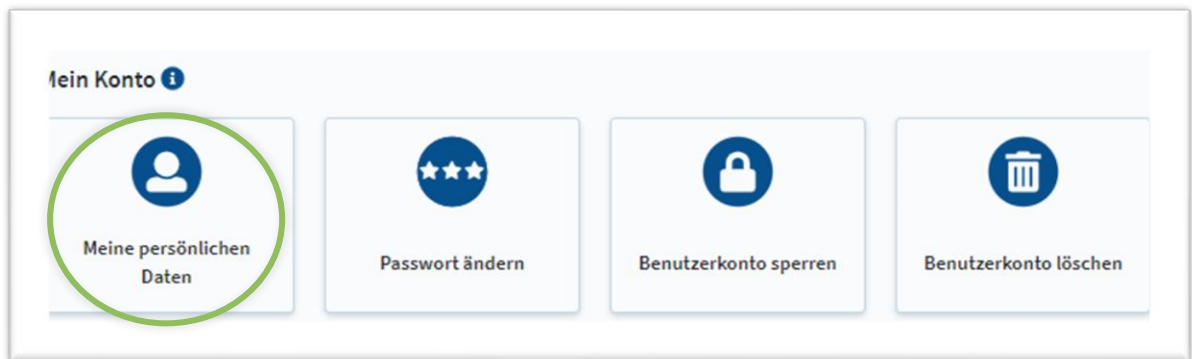 Mein Konto
Meine persönlichen
Daten
Passwort ändern
Benutzerkonto sperren
Benutzerkonto löschen